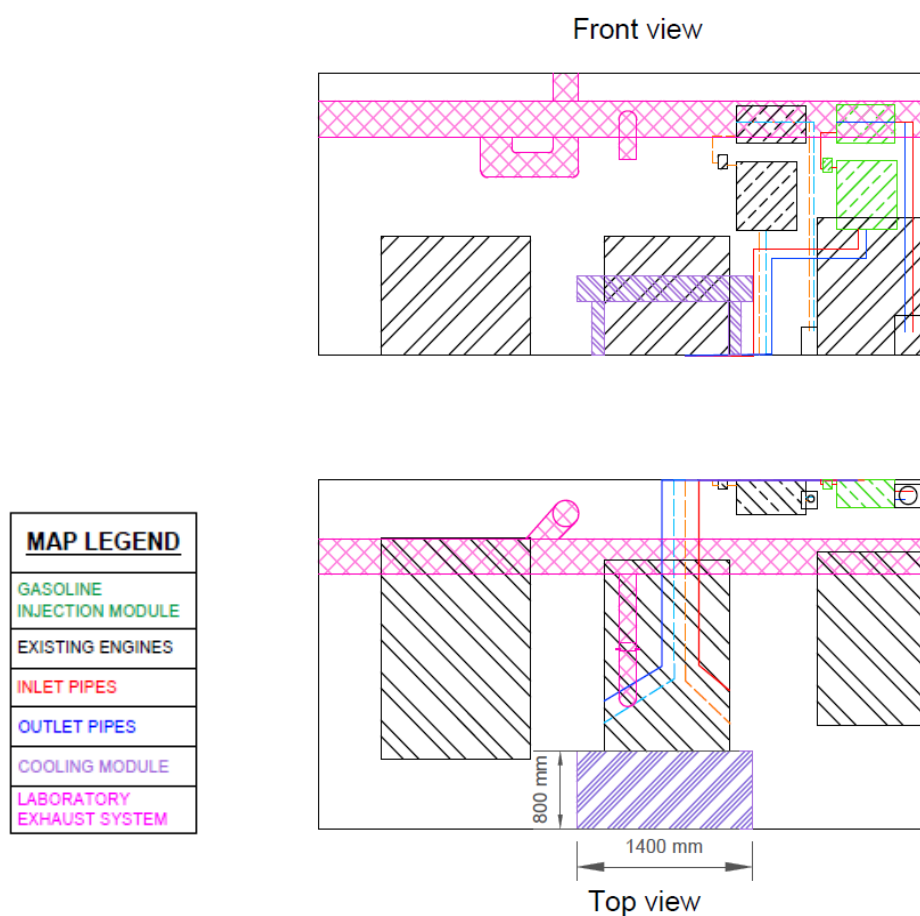 Front view
MAP LEGEND
GASOLINE
INJECTION MODULE
EXISTING ENGINES
INLET PIPES
OUTLET PIPES
COOLING MODULE
LABORATORY
EXHAUST SYSTEM
800 mm
1400 mm
Top view